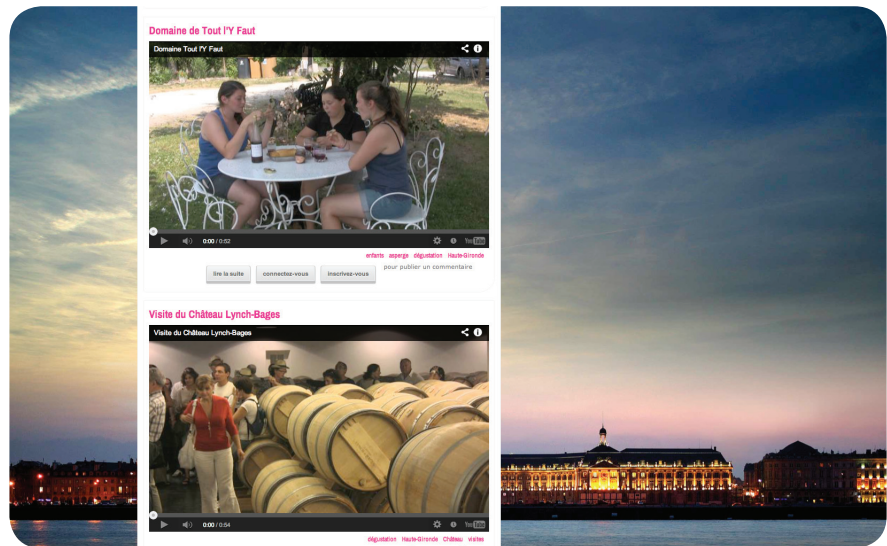 Domaine de Tout l'Y Faut
Domaine Tout l'Y Faut
0:00 / 0:52
YouTube
enfants asperge dégustation Haute-Gironde
lire la suite connectez-vous inscrivez-vous pour publier un commentaire
Visite du Château Lynch-Bages
Visite du Château Lynch-Bages
0:00 / 0:54
YouTube
dégustation Haute-Gironde Château visites